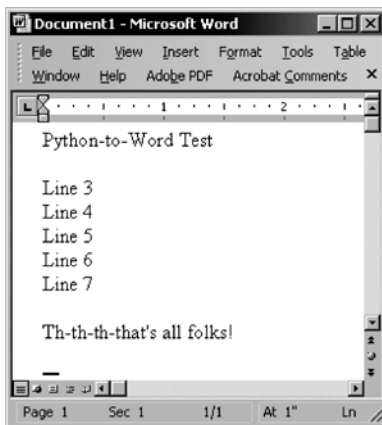 Document1 - Microsoft Word
File Edit View Insert Format Tools Table
Window Help Adobe PDF Acrobat Comments
1 2
Python-to-Word Test
Line 3
Line 4
Line 5
Line 6
Line 7
Th-th-th-that's all folks!
Page 1 Sec 1 1/1 At 1" Ln